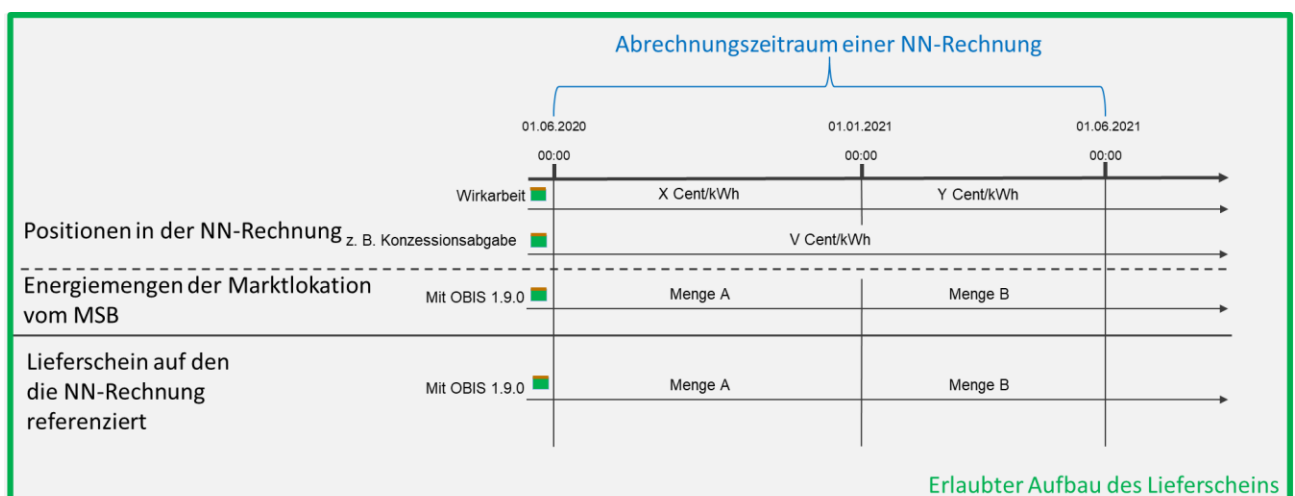 Abrechnungszeitraum einer NN-Rechnung
01.06.2020 01.01.2021 01.06.2021
00:00 00:00 00:00
Wirkarbeit X Cent/kWh Y Cent/kWh
Positionen in der NN-Rechnung z. B. Konzessionsabgabe V Cent/kWh
Energiemengen der Marktlokation
vom MSB
Mit OBIS 1.9.0 Menge A Menge B
Lieferschein auf den
die NN-Rechnung
referenziert
Mit OBIS 1.9.0 Menge A Menge B
Erlaubter Aufbau des Lieferscheins